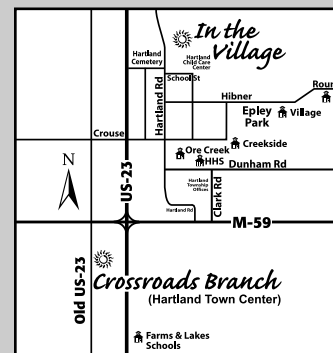 In the
Village
Hartland
Cemetery
Hartland
Child Care
Center
School St
Hartland Rd
Hibner
Roun
Epley
Park
Village
Crouse
Creekside
Ore Creek
HHS
Dunham Rd
N
US-23
Hartland
Township
Offices
Clark Rd
Hartland Rd
M-59
Old US-23
Crossroads Branch
(Hartland Town Center)
Farms & Lakes
Schools